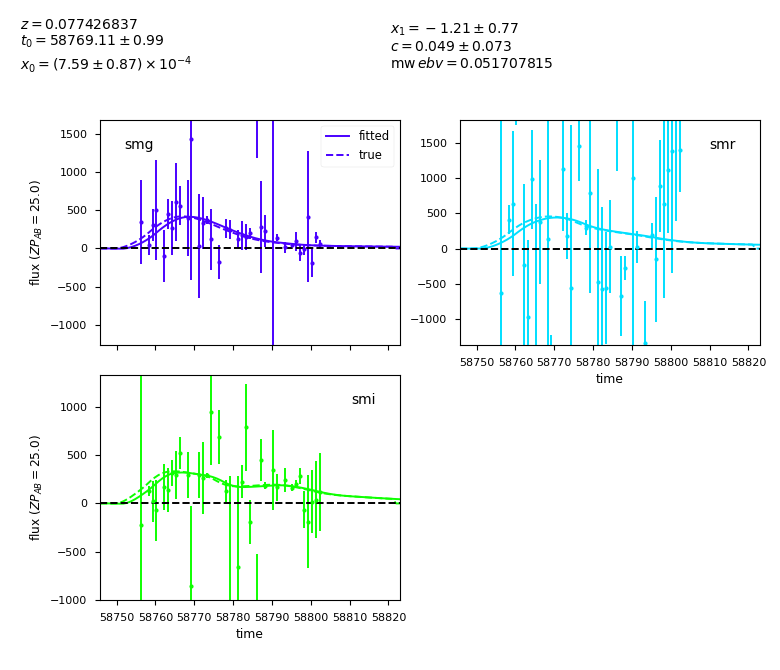 z = 0.077426837
t₀ = 58769.11 ± 0.99
x₀ = (7.59 ± 0.87) × 10⁻⁴
x₁ = −1.21 ± 0.77
c = 0.049 ± 0.073
mw ebv = 0.051707815
smg
fitted
true
flux (ZP_AB = 25.0)
1500
1000
500
0
−500
−1000
smr
1500
1000
500
0
−500
−1000
58750 58760 58770 58780 58790 58800 58810 58820
time
smi
flux (ZP_AB = 25.0)
1000
500
0
−500
−1000
58750 58760 58770 58780 58790 58800 58810 58820
time